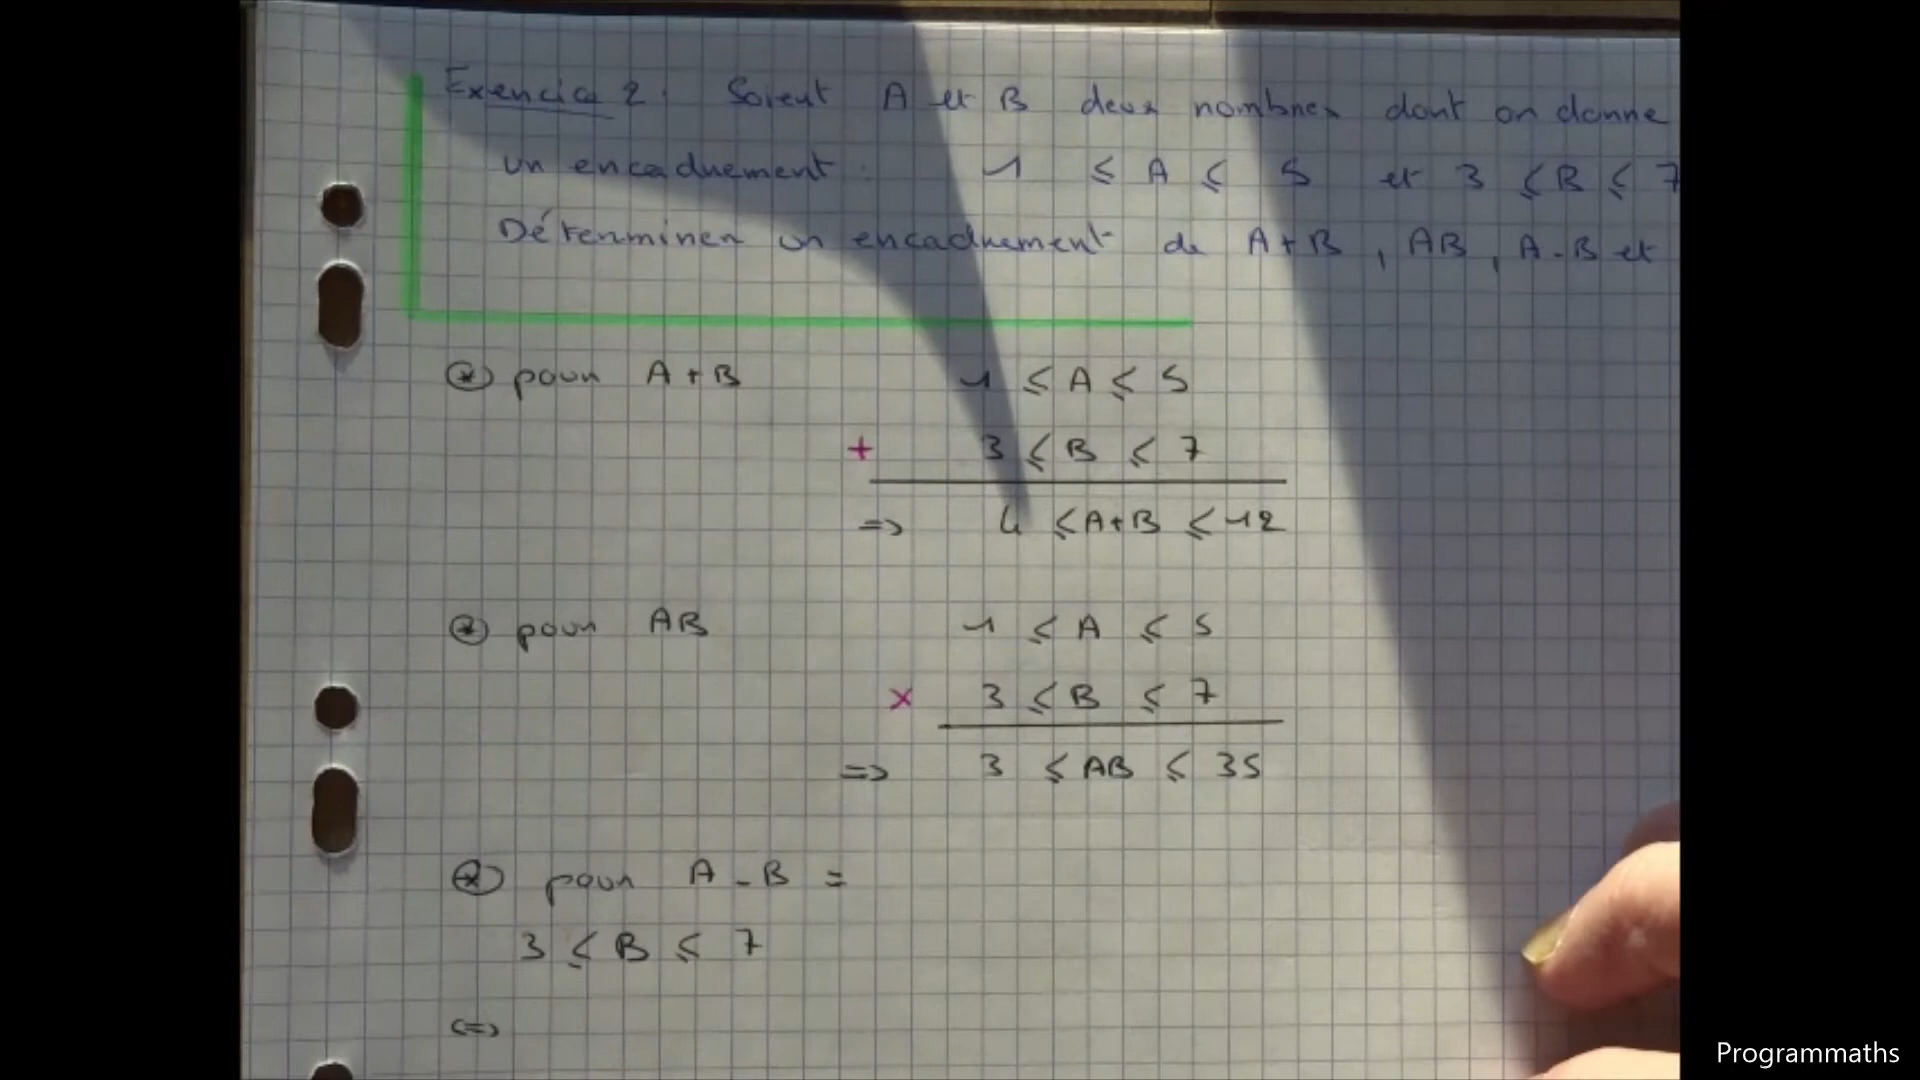 Exercice 2: Soient A et B deux nombres dont on donne
un encadrement : 1 ≤ A ≤ 5 et 3 ≤ B ≤ 7
Déterminer un encadrement de A+B, AB, A-B et
⊛ pour A+B
1 ≤ A ≤ 5
+ 3 ≤ B ≤ 7
=> 4 ≤ A+B ≤ 12
⊛ pour AB
1 ≤ A ≤ 5
× 3 ≤ B ≤ 7
=> 3 ≤ AB ≤ 35
⊛ pour A-B =
3 ≤ B ≤ 7
<=>
Programmaths